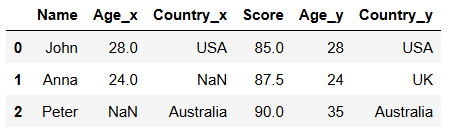 Name Age_x Country_x Score Age_y Country_y
0 John 28.0 USA 85.0 28 USA
1 Anna 24.0 NaN 87.5 24 UK
2 Peter NaN Australia 90.0 35 Australia